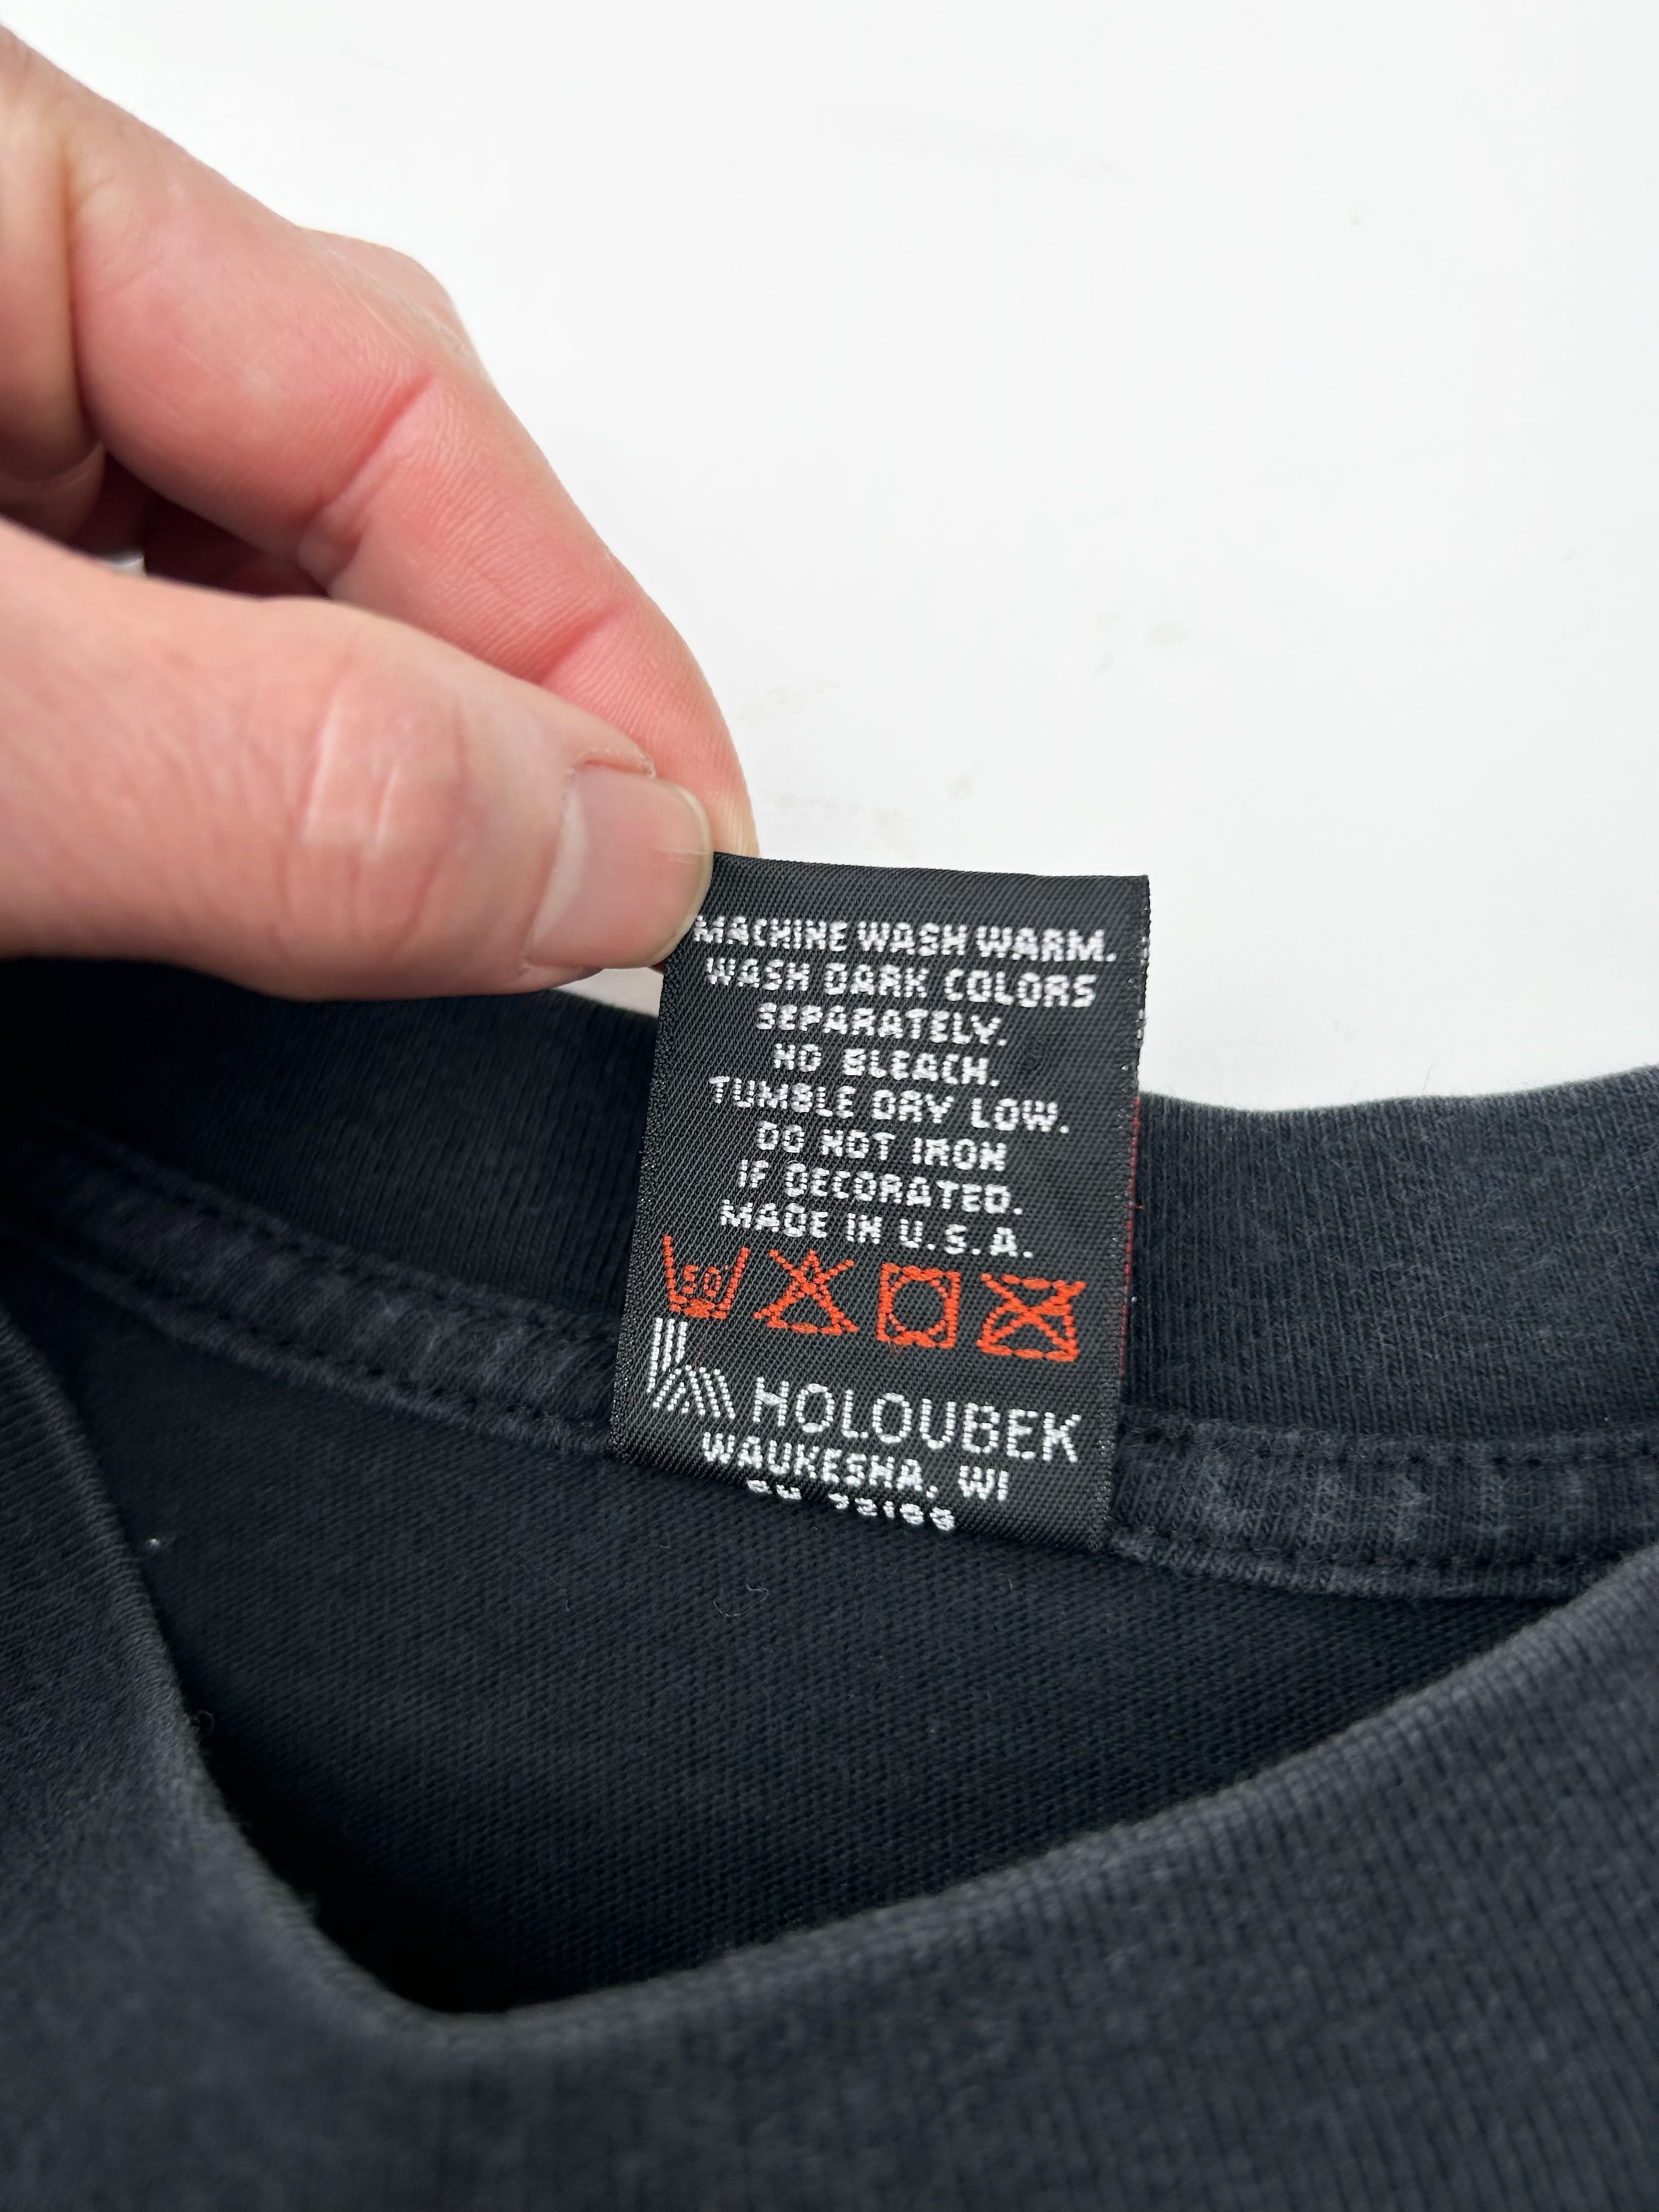 MACHINE WASH WARM.
WASH DARK COLORS
SEPARATELY.
NO BLEACH.
TUMBLE DRY LOW.
DO NOT IRON
IF DECORATED.
MADE IN U.S.A.
50
HOLOUBEK
WAUKESHA, WI